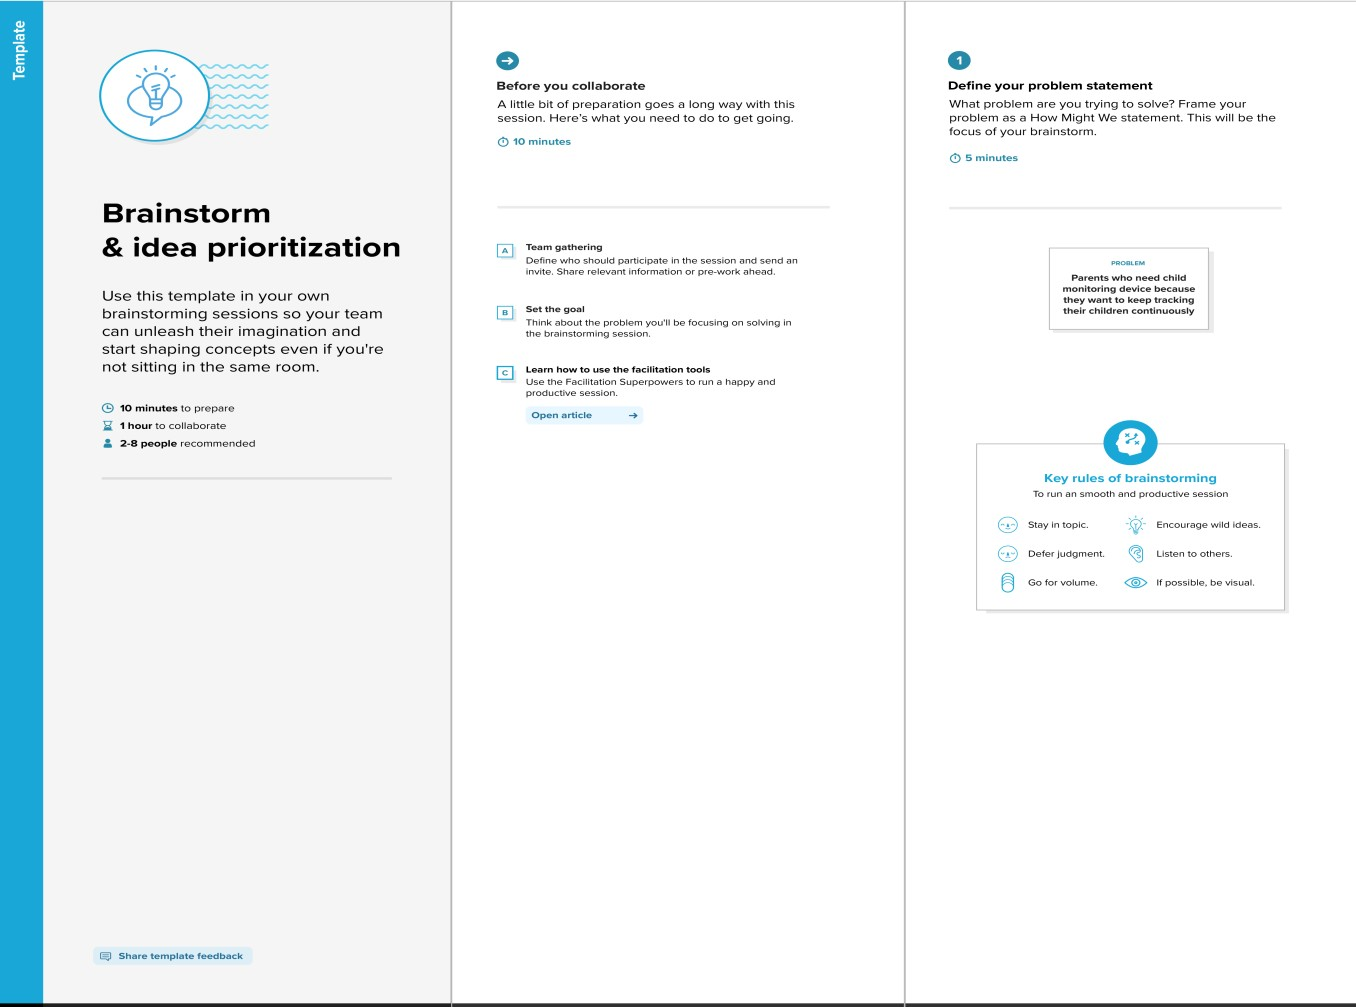 Template
Brainstorm
& idea prioritization
Use this template in your own
brainstorming sessions so your team
can unleash their imagination and
start shaping concepts even if you're
not sitting in the same room.
10 minutes to prepare
1 hour to collaborate
2-8 people recommended
Share template feedback
Before you collaborate
A little bit of preparation goes a long way with this
session. Here's what you need to do to get going.
10 minutes
A
Team gathering
Define who should participate in the session and send an
invite. Share relevant information or pre-work ahead.
B
Set the goal
Think about the problem you'll be focusing on solving in
the brainstorming session.
C
Learn how to use the facilitation tools
Use the Facilitation Superpowers to run a happy and
productive session.
Open article
1
Define your problem statement
What problem are you trying to solve? Frame your
problem as a How Might We statement. This will be the
focus of your brainstorm.
5 minutes
PROBLEM
Parents who need child
monitoring device because
they want to keep tracking
their children continuously
Key rules of brainstorming
To run an smooth and productive session
Stay in topic.
Encourage wild ideas.
Defer judgment.
Listen to others.
Go for volume.
If possible, be visual.